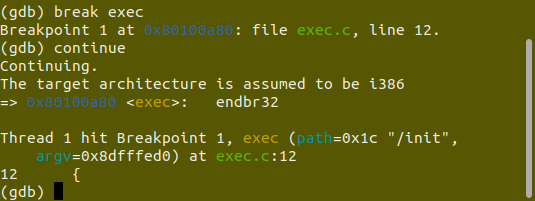 (gdb) break exec
Breakpoint 1 at 0x80100a80: file exec.c, line 12.
(gdb) continue
Continuing.
The target architecture is assumed to be i386
=> 0x80100a80 <exec>:   endbr32
Thread 1 hit Breakpoint 1, exec (path=0x1c "/init",
    argv=0x8dfffed0) at exec.c:12
12      {
(gdb)